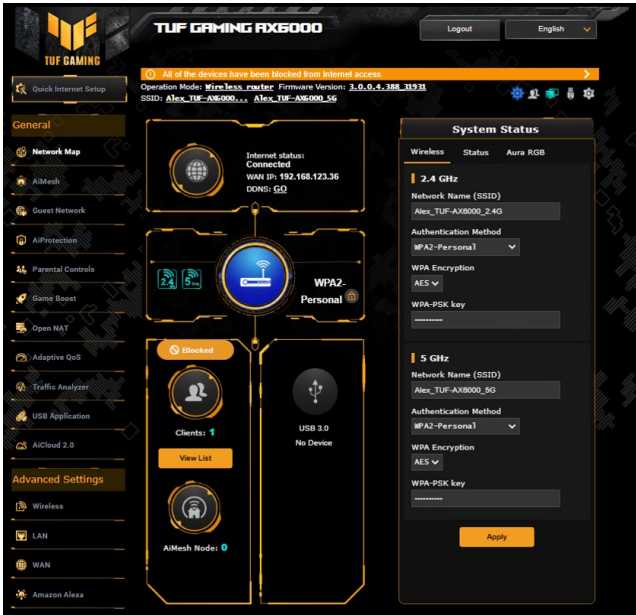 TUF GAMING
TUF GAMING AX6000
Logout
English
Quick Internet Setup
All of the devices have been blocked from Internet access.
Operation Mode: Wireless router Firmware Version: 3.0.0.4.388_31931
SSID: Alex_TUF-AX6000... Alex_TUF-AX6000_5G
General
Network Map
AiMesh
Guest Network
AiProtection
Parental Controls
Game Boost
Open NAT
Adaptive QoS
Traffic Analyzer
USB Application
AiCloud 2.0
Advanced Settings
Wireless
LAN
WAN
Amazon Alexa
Internet status:
Connected
WAN IP: 192.168.123.36
DDNS: GO
2.4
5
WPA2-
Personal
Blocked
Clients: 1
View List
AiMesh Node: 0
USB 3.0
No Device
System Status
Wireless Status Aura RGB
2.4 GHz
Network Name (SSID)
Alex_TUF-AX6000_2.4G
Authentication Method
WPA2-Personal
WPA Encryption
AES
WPA-PSK key
5 GHz
Network Name (SSID)
Alex_TUF-AX6000_5G
Authentication Method
WPA2-Personal
WPA Encryption
AES
WPA-PSK key
Apply